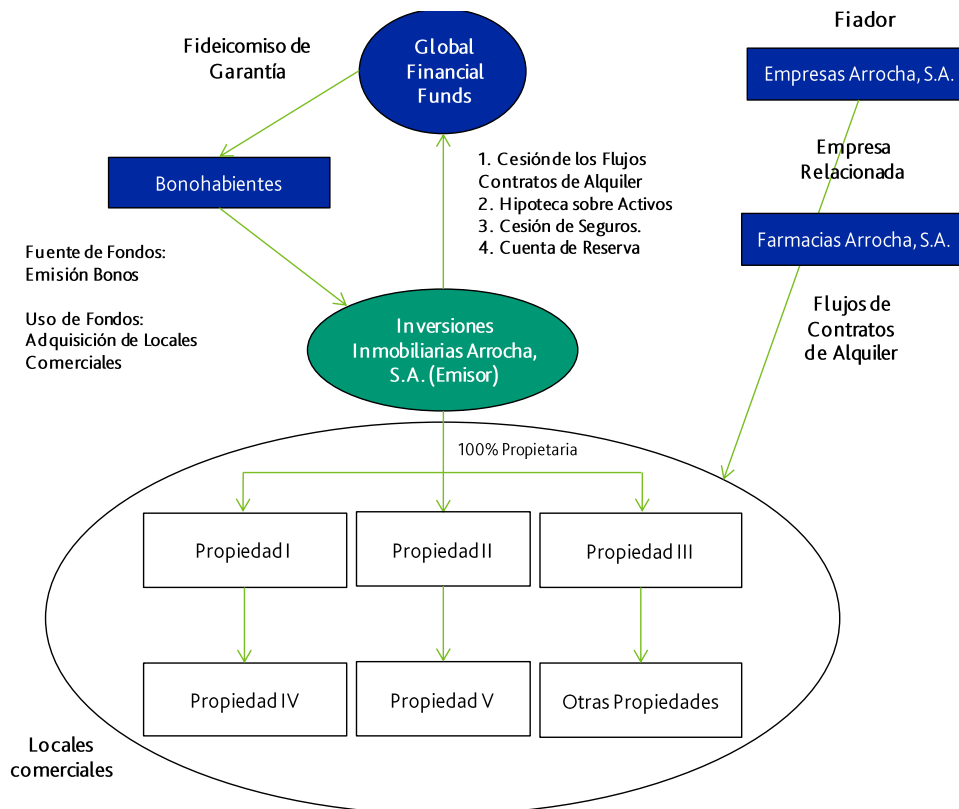 Fideicomiso de
Garantía
Global
Financial
Funds
Fiador
Empresas Arrocha, S.A.
Bonohabientes
1. Cesión de los Flujos
Contratos de Alquiler
2. Hipoteca sobre Activos
3. Cesión de Seguros.
4. Cuenta de Reserva
Empresa
Relacionada
Farmacias Arrocha, S.A.
Fuente de Fondos:
Emisión Bonos
Uso de Fondos:
Adquisición de Locales
Comerciales
Inversiones
Inmobiliarias Arrocha,
S.A. (Emisor)
Flujos de
Contratos
de Alquiler
100% Propietaria
Propiedad I
Propiedad II
Propiedad III
Propiedad IV
Propiedad V
Otras Propiedades
Locales
comerciales